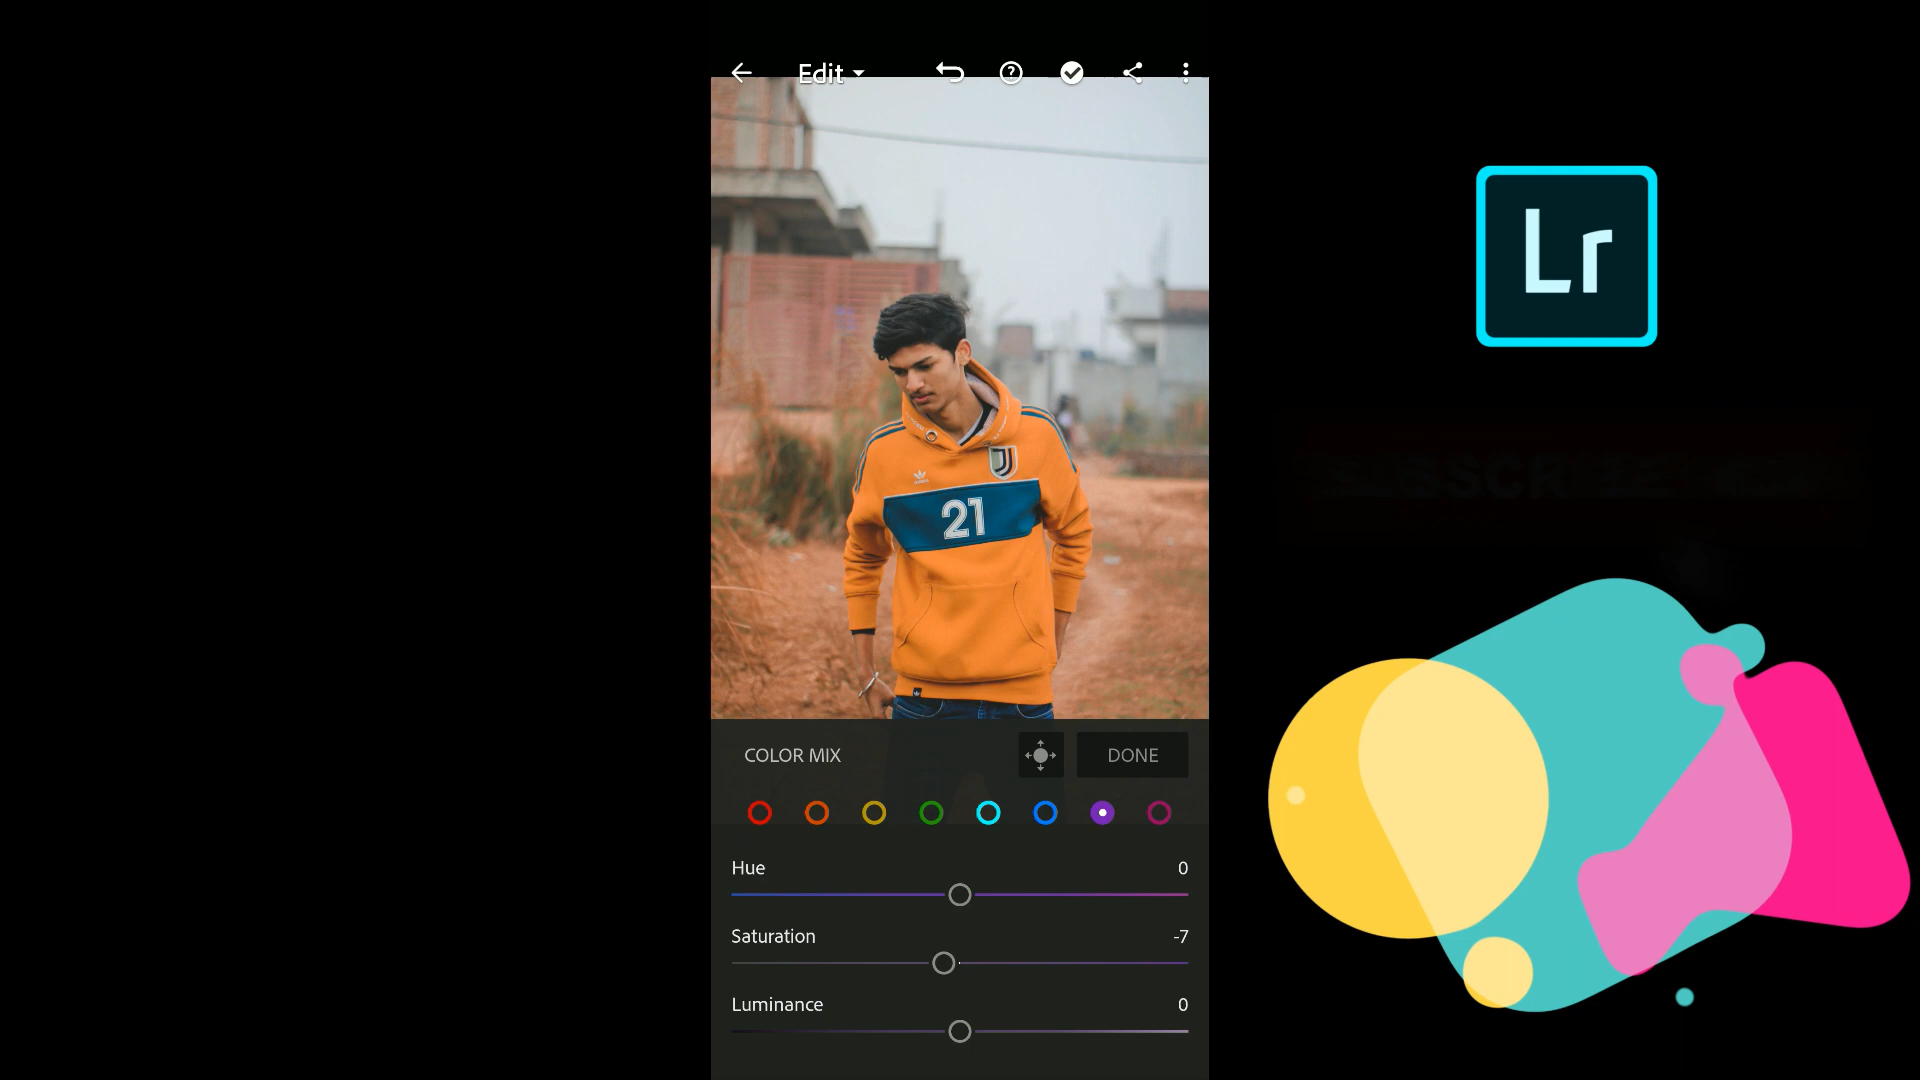 Edit
Lr
21
COLOR MIX
DONE
Hue
0
Saturation
-7
Luminance
0